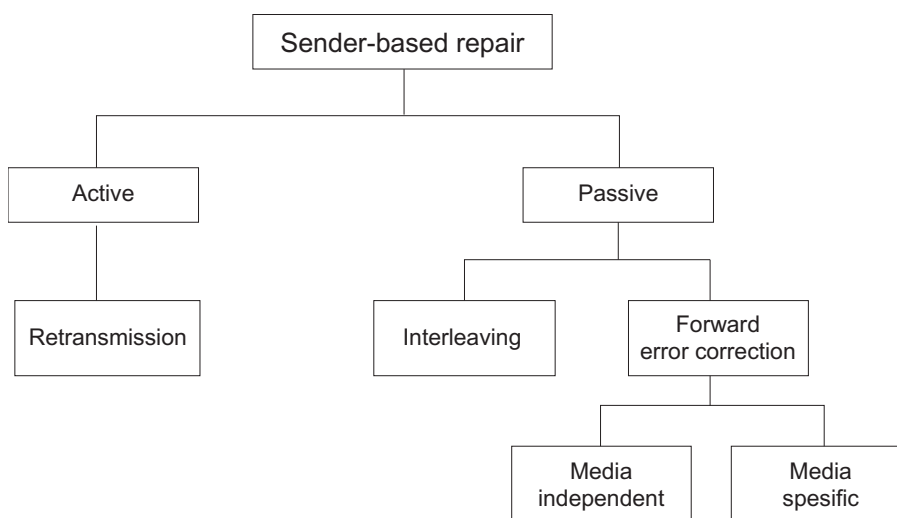 Sender-based repair
Active
Passive
Retransmission
Interleaving
Forward
error correction
Media
independent
Media
spesific